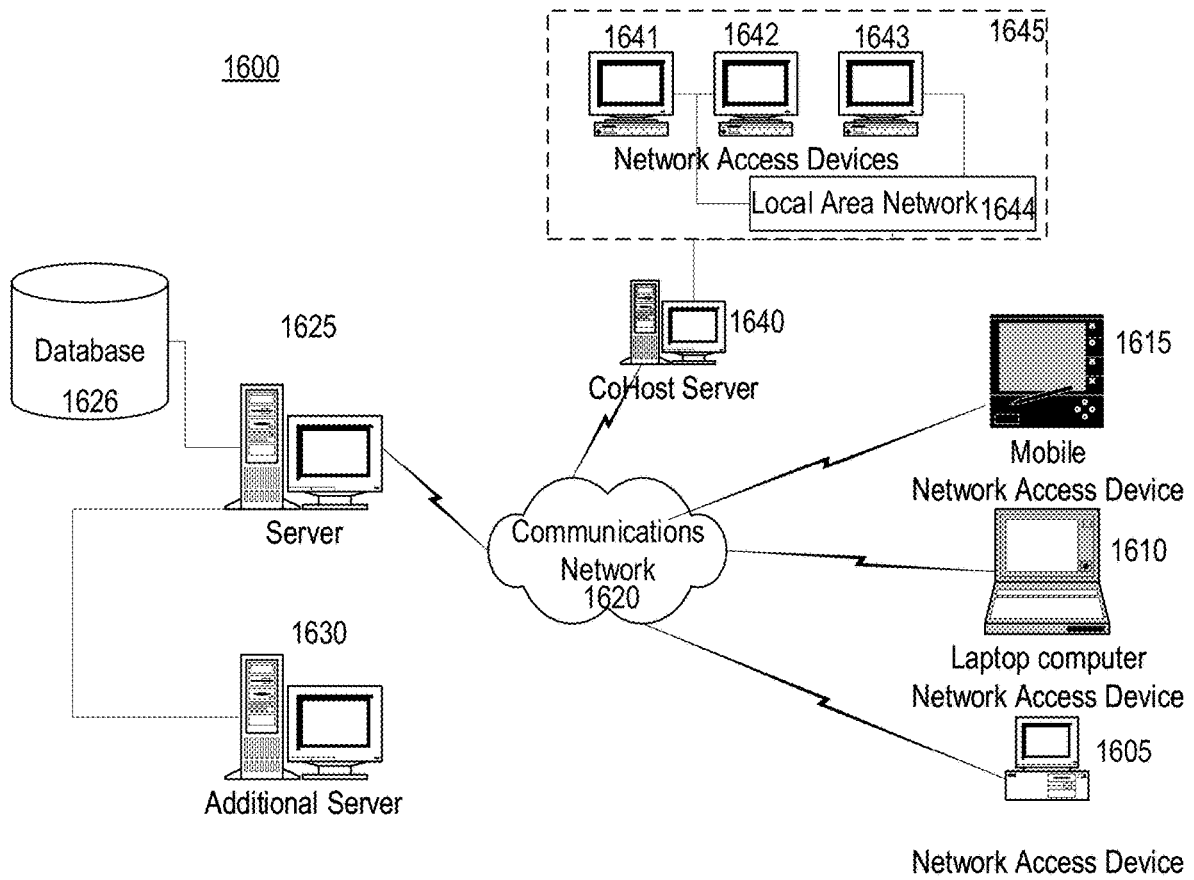 1600
1641 1642 1643 1645
Network Access Devices
Local Area Network 1644
Database
1626
1625
Server
1640
CoHost Server
1615
Mobile
Network Access Device
Communications
Network
1620
1610
Laptop computer
Network Access Device
1630
Additional Server
1605
Network Access Device